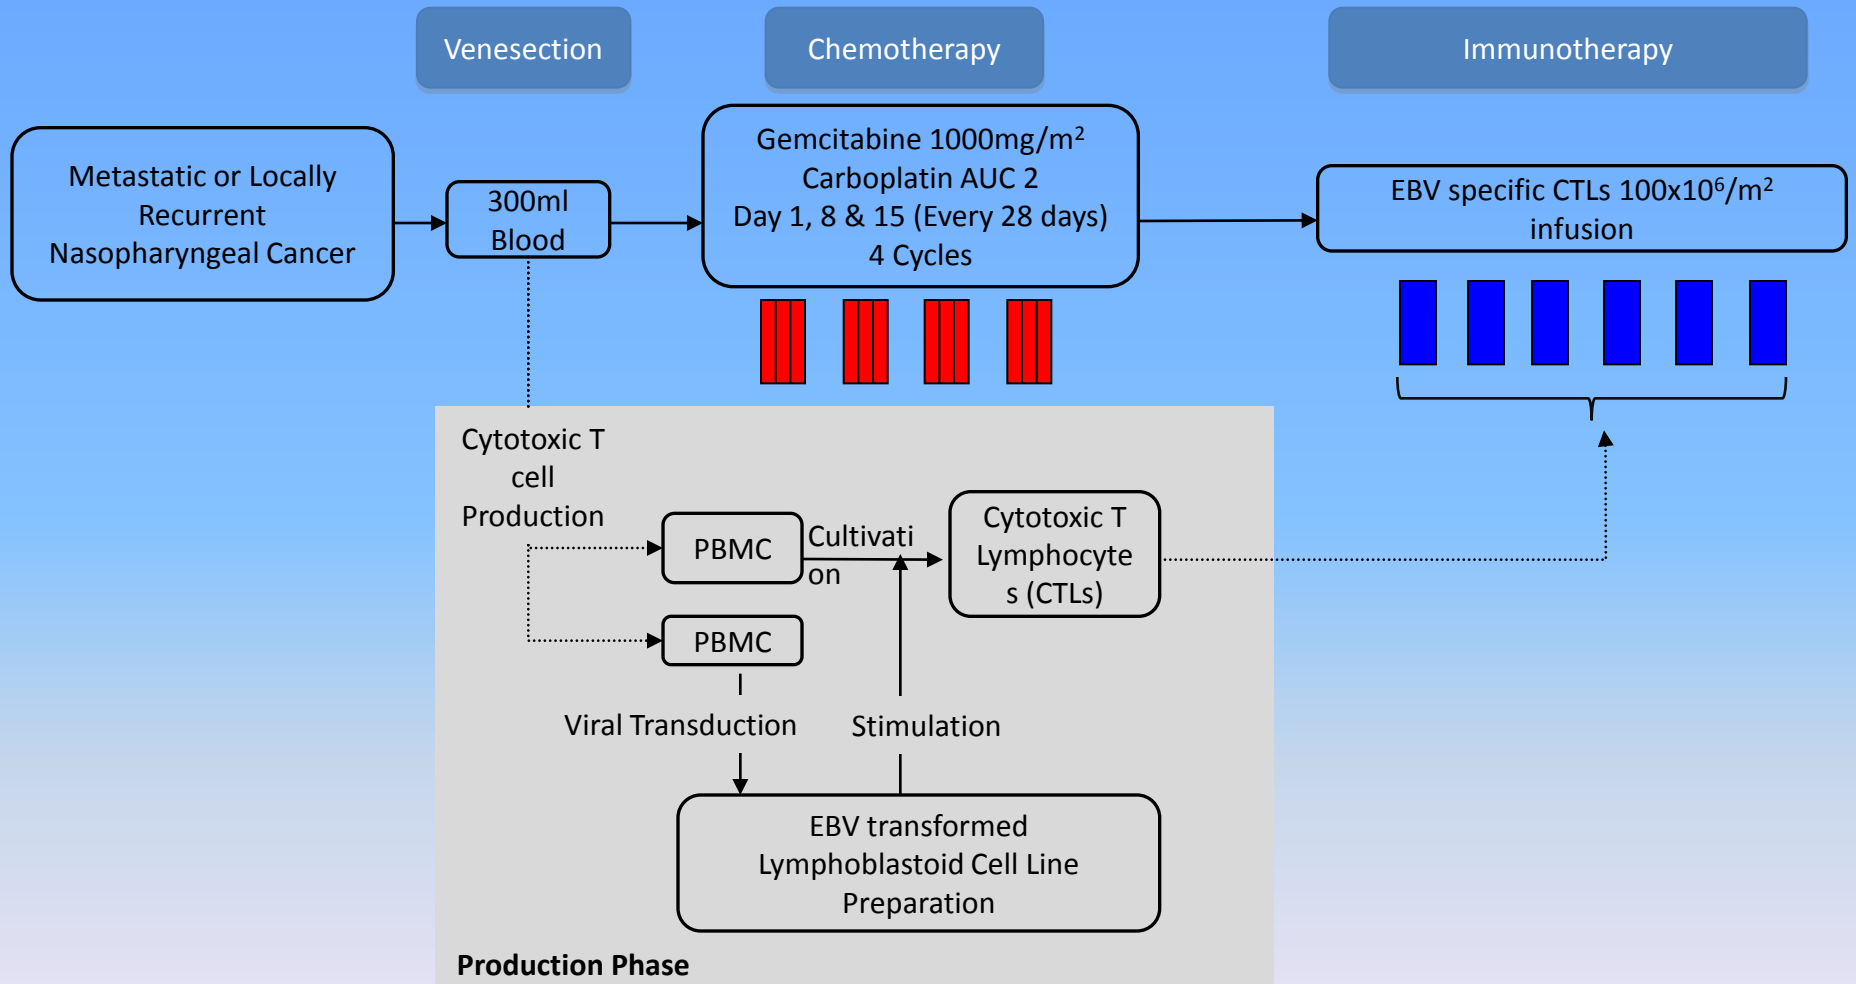 Venesection
Chemotherapy
Immunotherapy
Metastatic or Locally
Recurrent
Nasopharyngeal Cancer
300ml
Blood
Gemcitabine 1000mg/m²
Carboplatin AUC 2
Day 1, 8 & 15 (Every 28 days)
4 Cycles
EBV specific CTLs 100x10⁶/m²
infusion
Cytotoxic T
cell
Production
PBMC
Cultivati
on
Cytotoxic T
Lymphocyte
s (CTLs)
PBMC
Viral Transduction
Stimulation
EBV transformed
Lymphoblastoid Cell Line
Preparation
Production Phase